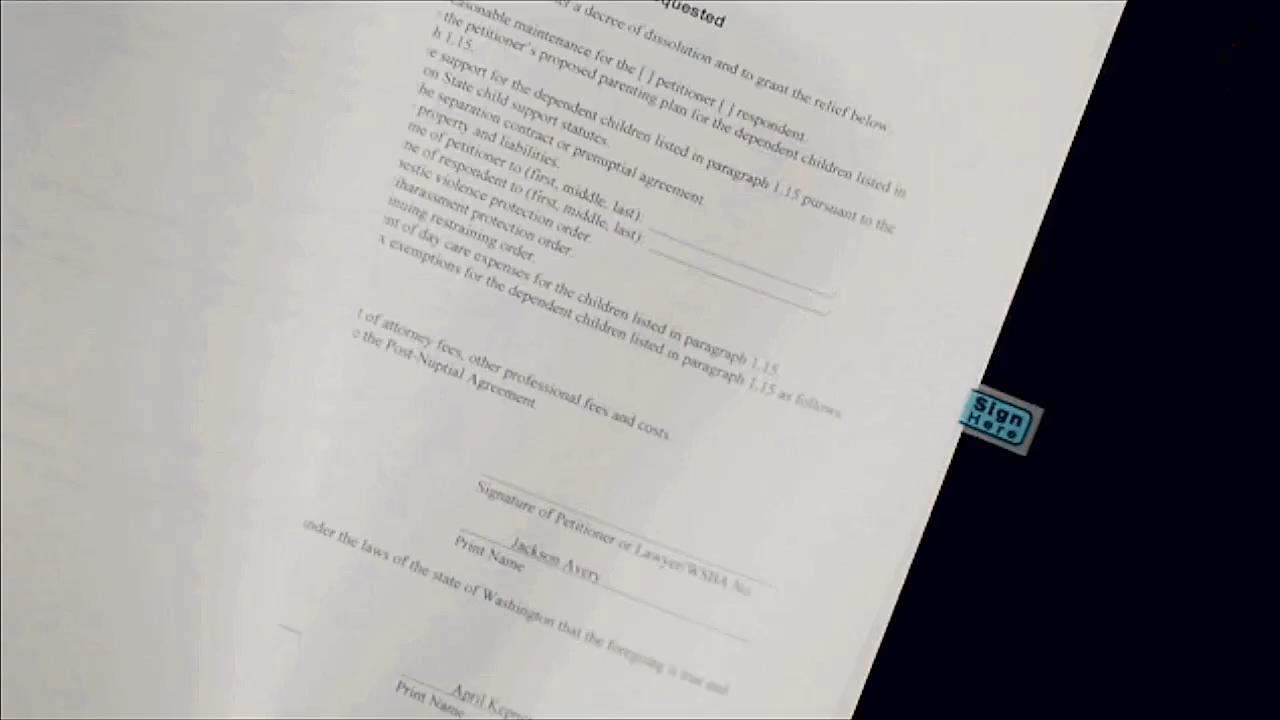 quested
a decree of dissolution and to grant the relief below.
asonable maintenance for the [ ] petitioner [ ] respondent.
the petitioner's proposed parenting plan for the dependent children listed in
h 1.15.
e support for the dependent children listed in paragraph 1.15 pursuant to the
on State child support statutes.
he separation contract or prenuptial agreement.
property and liabilities.
me of petitioner to (first, middle, last):
ne of respondent to (first, middle, last):
estic violence protection order.
iharassment protection order.
inuing restraining order.
nt of day care expenses for the children listed in paragraph 1.15.
x exemptions for the dependent children listed in paragraph 1.15 as follows.
t of attorney fees, other professional fees and costs.
e the Post-Nuptial Agreement.
Sign
Here
Signature of Petitioner or Lawyer/WSBA No.
Jackson Avery
Print Name
under the laws of the state of Washington that the foregoing is true and
April Kepn
Print Name